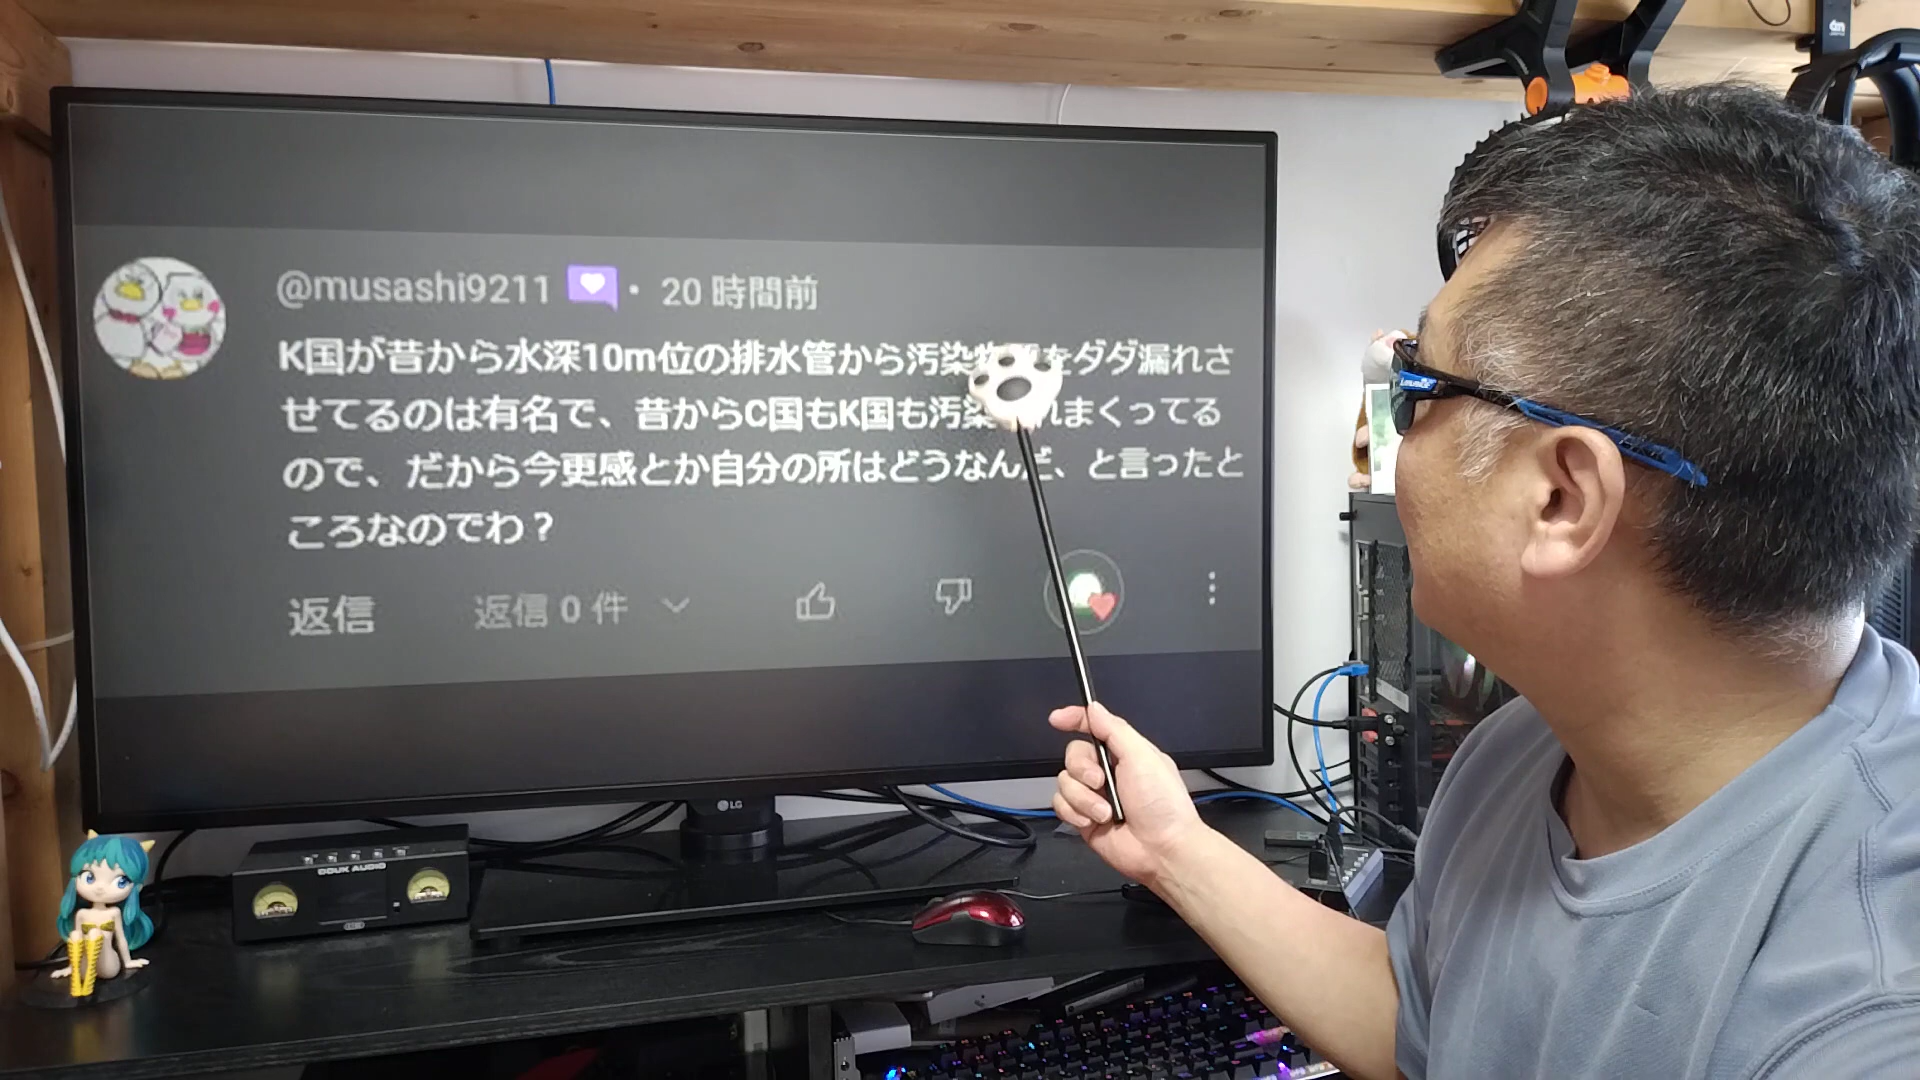 @musashi9211 • 20 時間前
K国が昔から水深10m位の排水管から汚染をダダ漏れさ
せてるのは有名で、昔からC国もK国も汚染れまくってる
ので、だから今更感とか自分の所はどうなんだ、と言ったと
ころなのでわ？
返信 返信 0 件
LG
DOUK AUDIO